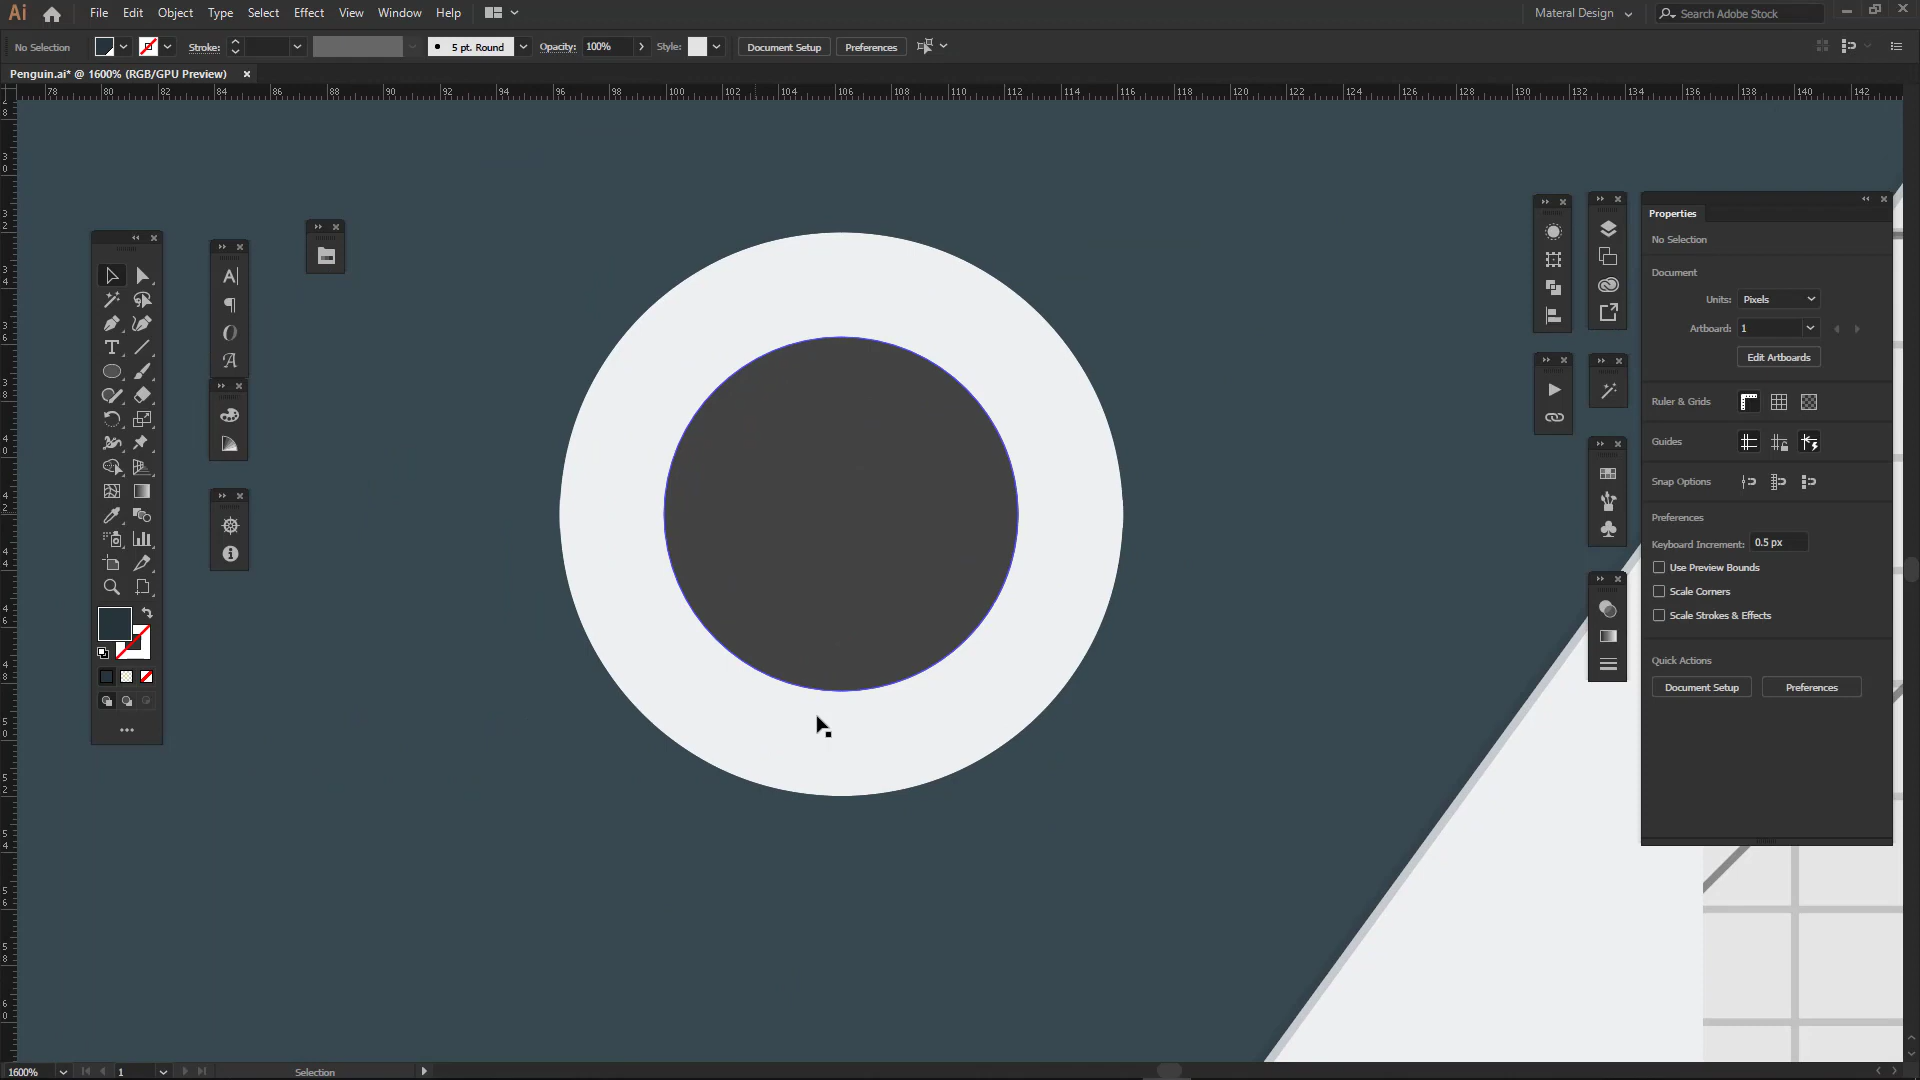 Ai File Edit Object Type Select Effect View Window Help Material Design Search Adobe Stock
No Selection Stroke: 5 pt. Round Opacity: 100% Style: Document Setup Preferences
Penguin.ai* @ 1600% (RGB/GPU Preview)
78 80 82 84 86 88 90 92 94 96 98 100 102 104 106 108 110 112 114 116 118 120 122 124 126 128 130 132 134 136 138 140 142
Properties
No Selection
Document
Units: Pixels
Artboard: 1
Edit Artboards
Ruler & Grids
Guides
Snap Options
Preferences
Keyboard Increment: 0.5 px
Use Preview Bounds
Scale Corners
Scale Strokes & Effects
Quick Actions
Document Setup Preferences
1600% 1 Selection